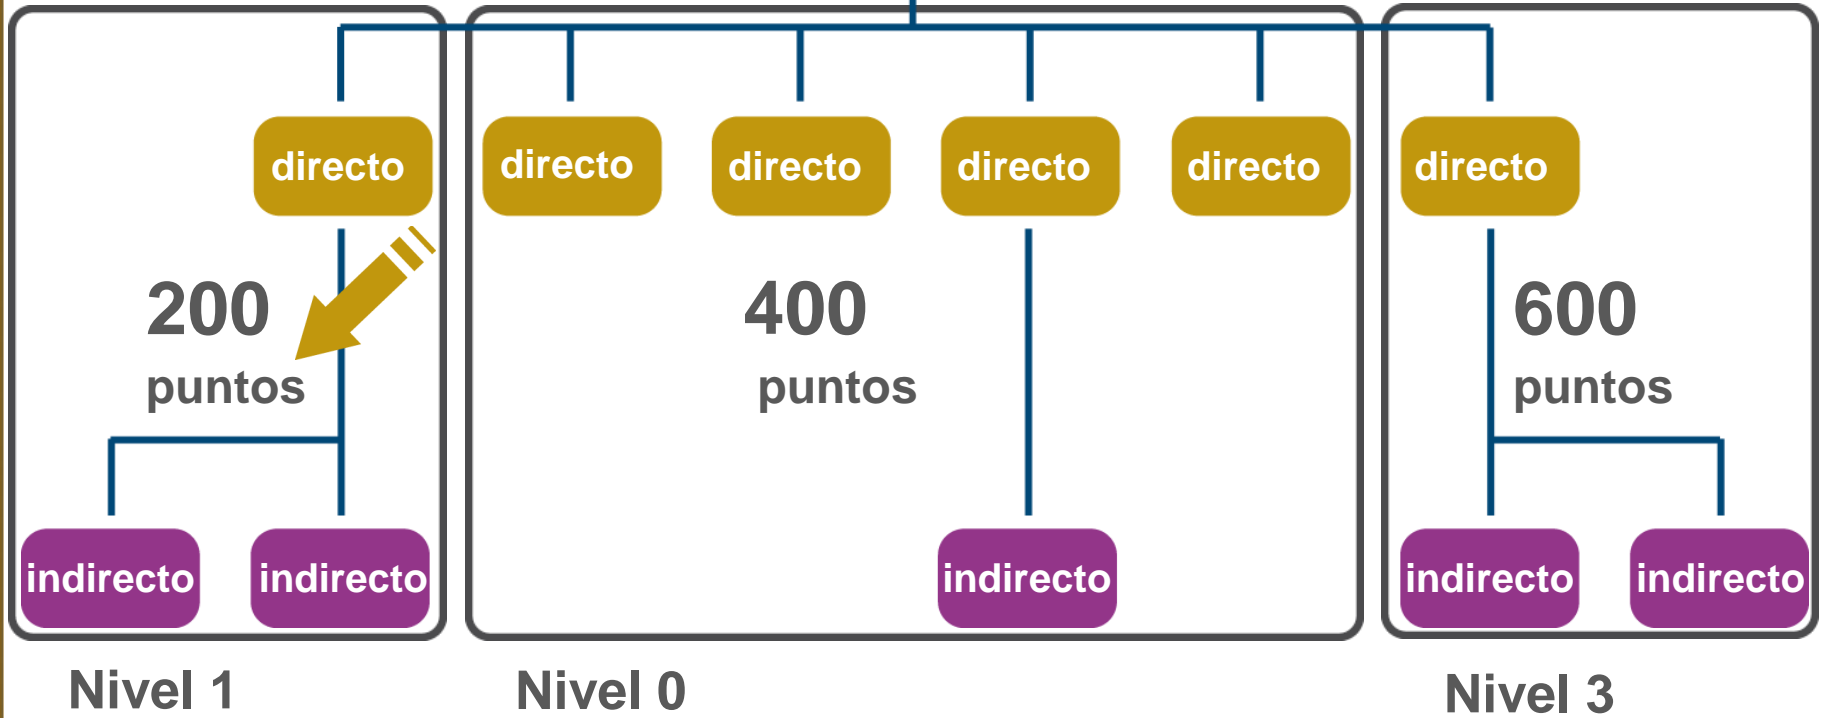 directo directo directo directo directo directo
200 400 600
puntos puntos puntos
indirecto indirecto indirecto indirecto indirecto
Nivel 1 Nivel 0 Nivel 3